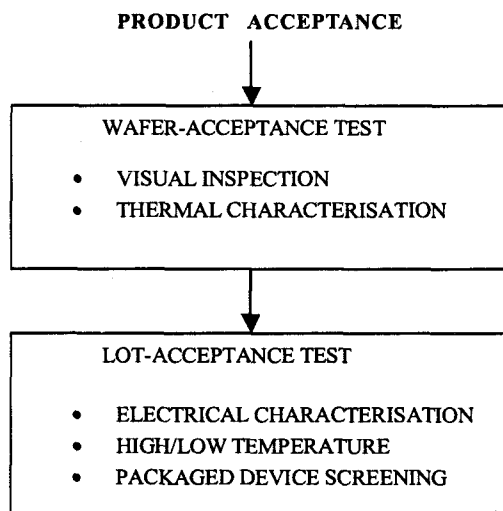 PRODUCT ACCEPTANCE
WAFER-ACCEPTANCE TEST
• VISUAL INSPECTION
• THERMAL CHARACTERISATION
LOT-ACCEPTANCE TEST
• ELECTRICAL CHARACTERISATION
• HIGH/LOW TEMPERATURE
• PACKAGED DEVICE SCREENING